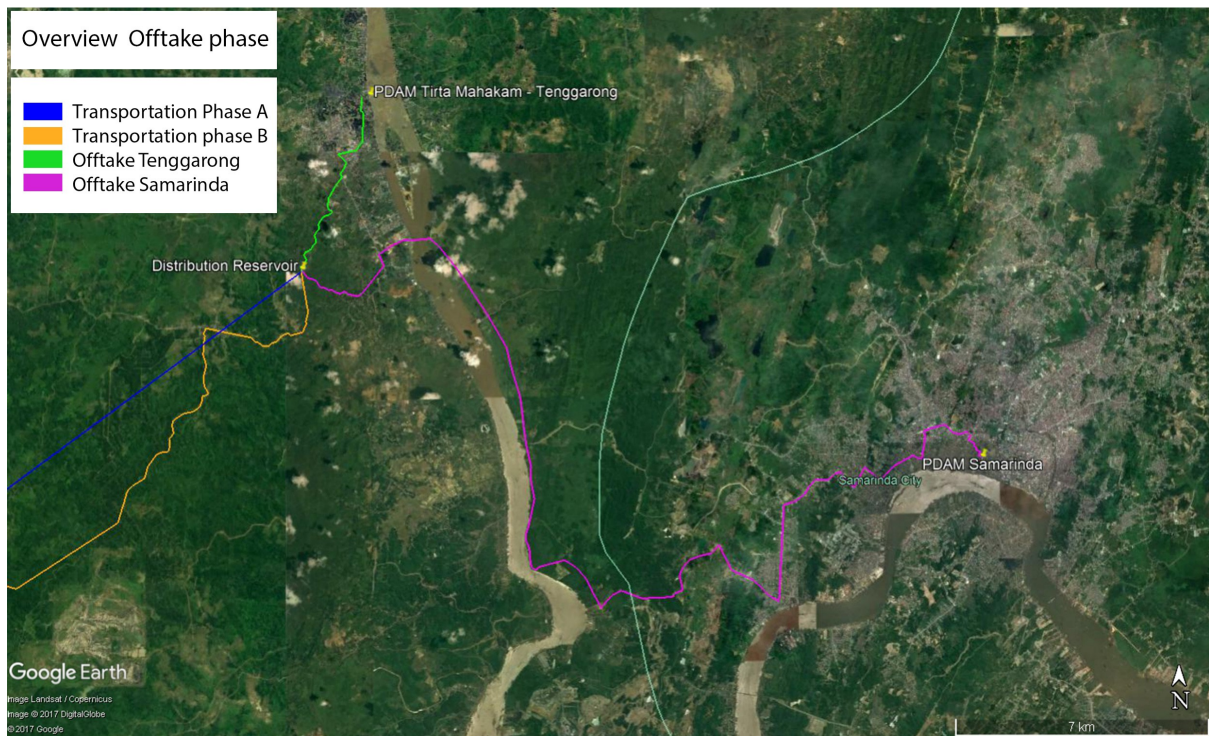 Overview Offtake phase
Transportation Phase A
Transportation phase B
Offtake Tenggarong
Offtake Samarinda
PDAM Tirta Mahakam - Tenggarong
Distribution Reservoir
PDAM Samarinda
Samarinda City
Google Earth
Image Landsat / Copernicus
Image © 2017 DigitalGlobe
©2017 Google
N
7 km